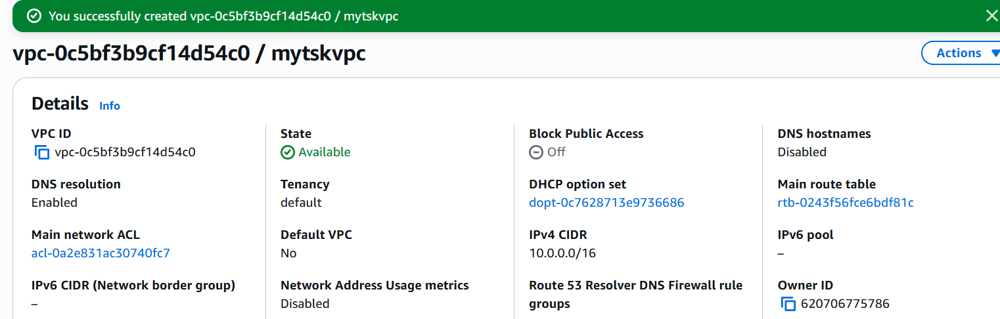 You successfully created vpc-0c5bf3b9cf14d54c0 / mytskvpc
vpc-0c5bf3b9cf14d54c0 / mytskvpc
Actions
Details Info
VPC ID
vpc-0c5bf3b9cf14d54c0
State
Available
Block Public Access
Off
DNS hostnames
Disabled
DNS resolution
Enabled
Tenancy
default
DHCP option set
dopt-0c7628713e9736686
Main route table
rtb-0243f56fce6bdf81c
Main network ACL
acl-0a2e831ac30740fc7
Default VPC
No
IPv4 CIDR
10.0.0.0/16
IPv6 pool
–
IPv6 CIDR (Network border group)
–
Network Address Usage metrics
Disabled
Route 53 Resolver DNS Firewall rule
groups
Owner ID
620706775786